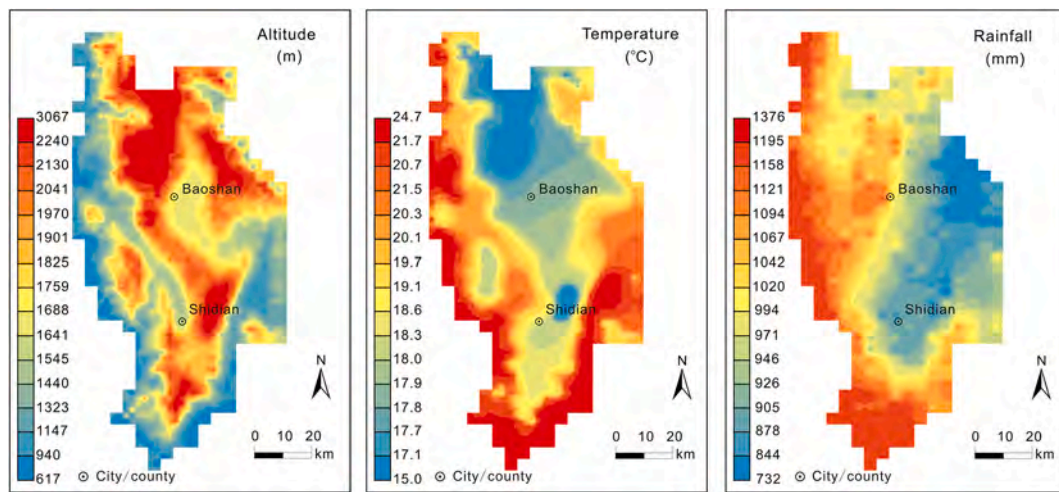 Altitude
(m)
3067
2240
2130
2041
1970
1901
1825
1759
1688
1641
1545
1440
1323
1147
940
617
Baoshan
Shidian
N
0 10 20
km
City/county
Temperature
(°C)
24.7
21.7
20.7
21.5
20.3
20.1
19.7
19.1
18.6
18.3
18.0
17.9
17.8
17.7
17.1
15.0
Baoshan
Shidian
N
0 10 20
km
City/county
Rainfall
(mm)
1376
1195
1158
1121
1094
1067
1042
1020
994
971
946
926
905
878
844
732
Baoshan
Shidian
N
0 10 20
km
City/county